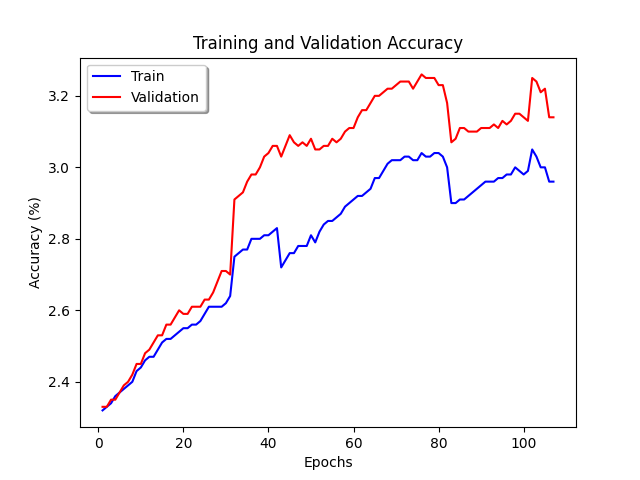 Training and Validation Accuracy
Train
Validation
Accuracy (%)
3.2
3.0
2.8
2.6
2.4
0 20 40 60 80 100
Epochs